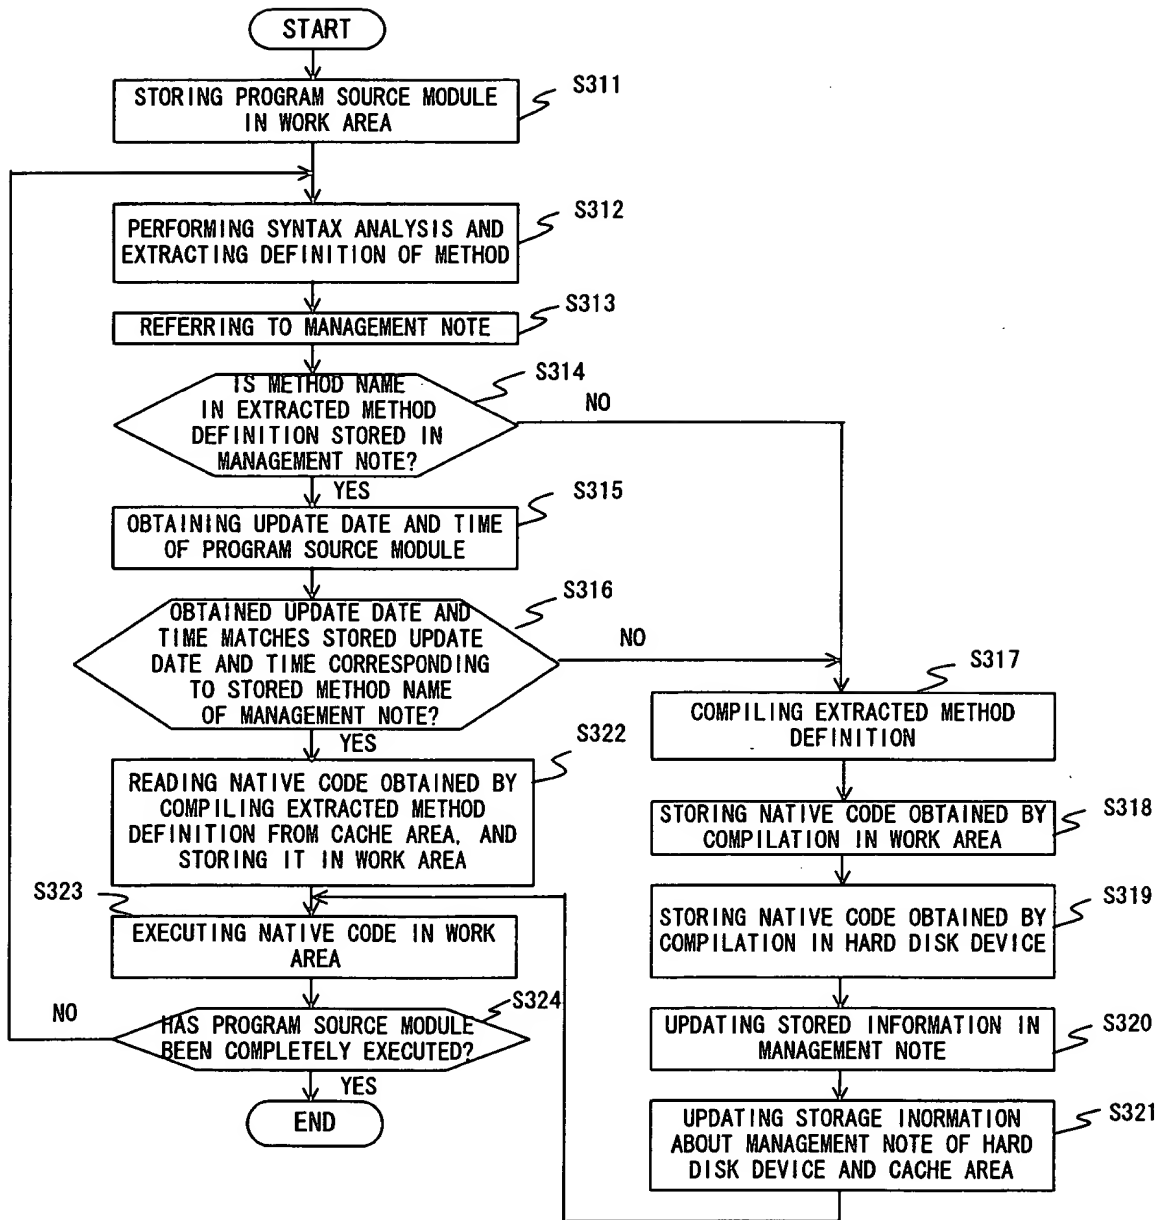 START
S311
STORING PROGRAM SOURCE MODULE
IN WORK AREA
S312
PERFORMING SYNTAX ANALYSIS AND
EXTRACTING DEFINITION OF METHOD
S313
REFERRING TO MANAGEMENT NOTE
S314
IS METHOD NAME
IN EXTRACTED METHOD
DEFINITION STORED IN
MANAGEMENT NOTE?
NO
YES
S315
OBTAINING UPDATE DATE AND TIME
OF PROGRAM SOURCE MODULE
S316
OBTAINED UPDATE DATE AND
TIME MATCHES STORED UPDATE
DATE AND TIME CORRESPONDING
TO STORED METHOD NAME
OF MANAGEMENT NOTE?
NO
YES
S317
COMPILING EXTRACTED METHOD
DEFINITION
S322
READING NATIVE CODE OBTAINED BY
COMPILING EXTRACTED METHOD
DEFINITION FROM CACHE AREA, AND
STORING IT IN WORK AREA
S318
STORING NATIVE CODE OBTAINED BY
COMPILATION IN WORK AREA
S323
EXECUTING NATIVE CODE IN WORK
AREA
S319
STORING NATIVE CODE OBTAINED BY
COMPILATION IN HARD DISK DEVICE
S324
HAS PROGRAM SOURCE MODULE
BEEN COMPLETELY EXECUTED?
NO
YES
S320
UPDATING STORED INFORMATION IN
MANAGEMENT NOTE
END
S321
UPDATING STORAGE INORMATION
ABOUT MANAGEMENT NOTE OF HARD
DISK DEVICE AND CACHE AREA